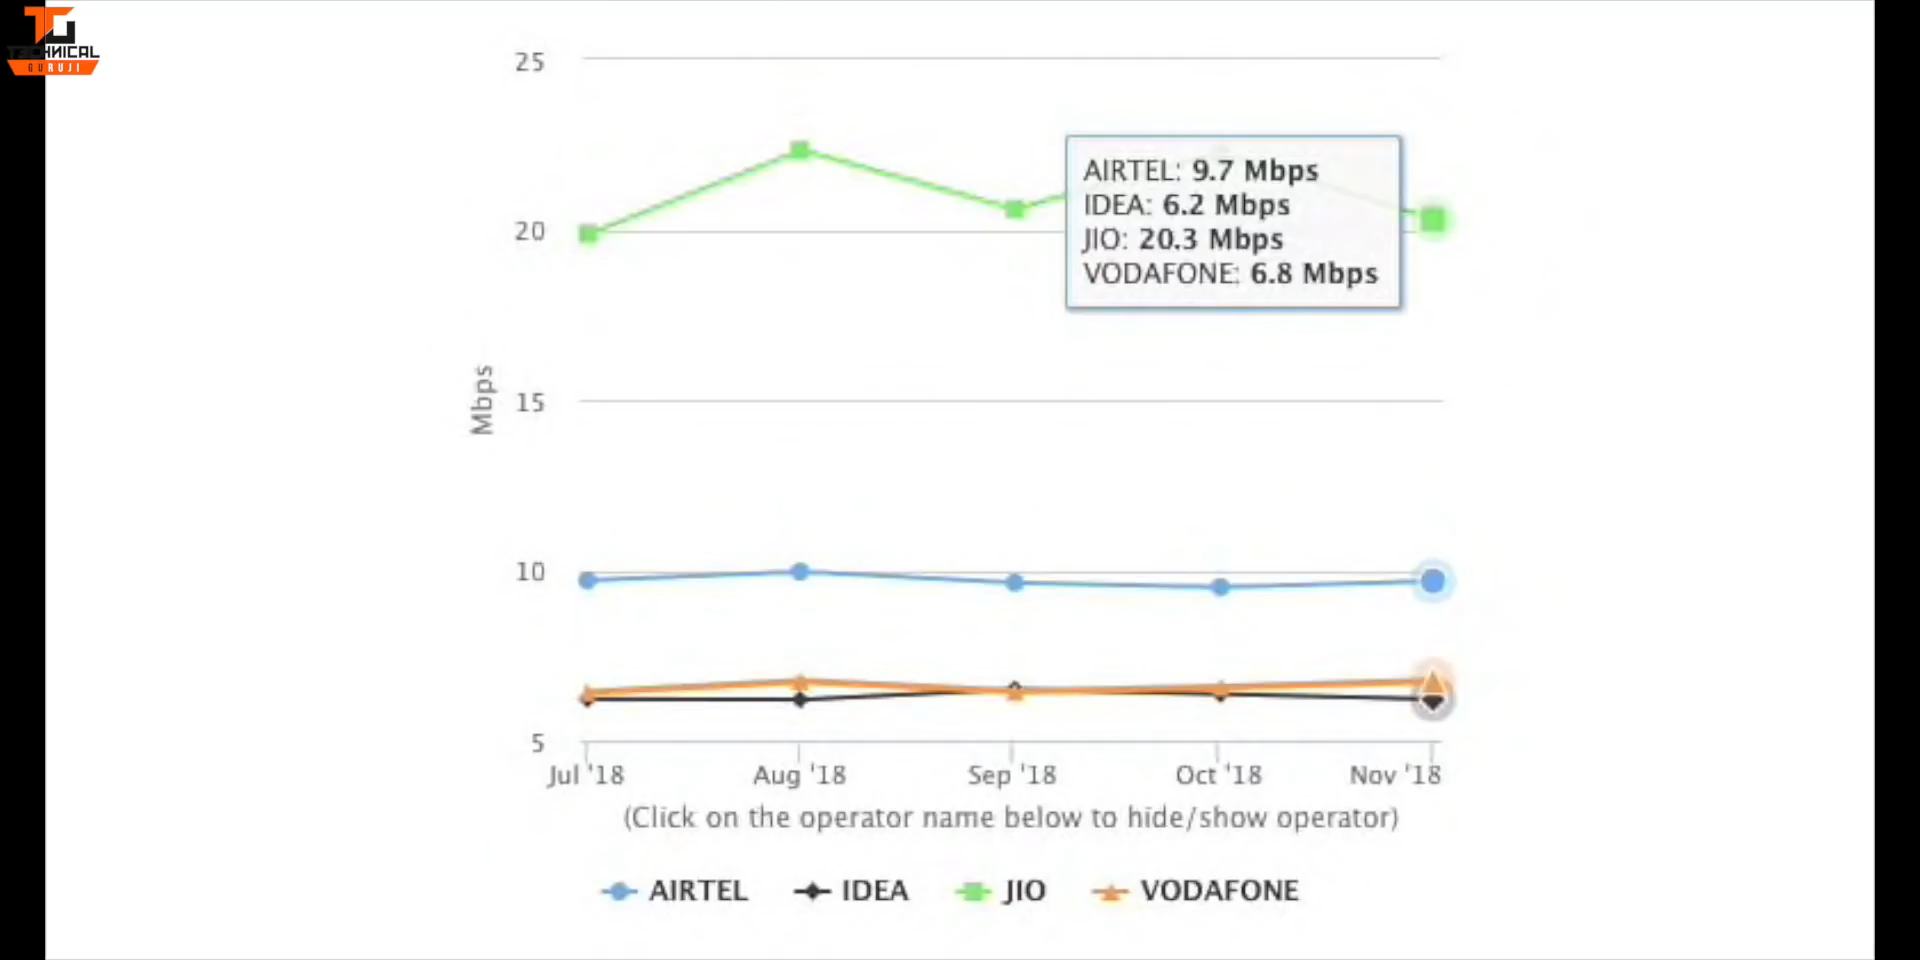 TECHNICAL
GURUJI
25
20
15
10
5
Mbps
AIRTEL: 9.7 Mbps
IDEA: 6.2 Mbps
JIO: 20.3 Mbps
VODAFONE: 6.8 Mbps
Jul '18 Aug '18 Sep '18 Oct '18 Nov '18
(Click on the operator name below to hide/show operator)
AIRTEL IDEA JIO VODAFONE